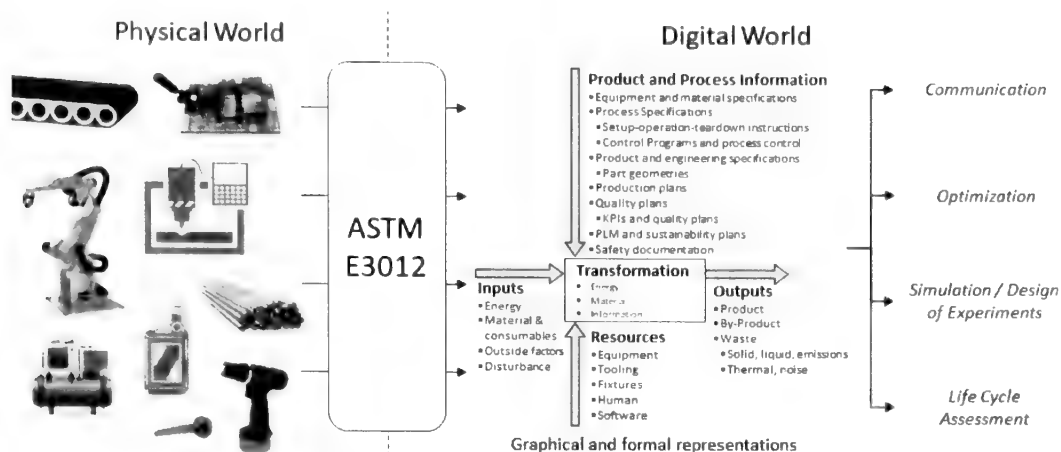 Physical World
Digital World
ASTM
E3012
Product and Process Information
▪Equipment and material specifications
▪Process Specifications
▪Setup-operation-teardown instructions
▪Control Programs and process control
▪Product and engineering specifications
▪Part geometries
▪Production plans
▪Quality plans
▪KPIs and quality plans
▪PLM and sustainability plans
▪Safety documentation
Inputs
• Energy
• Material &
consumables
• Outside factors
• Disturbance
Transformation
• Energy
• Material
• Information
Outputs
• Product
• By-Product
• Waste
• Solid, liquid, emissions
• Thermal, noise
Resources
• Equipment
• Tooling
• Fixtures
• Human
• Software
Graphical and formal representations
Communication
Optimization
Simulation / Design
of Experiments
Life Cycle
Assessment